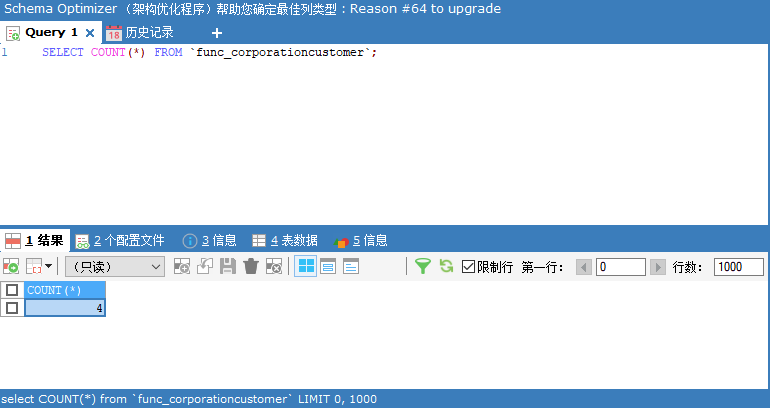 Schema Optimizer（架构优化程序）帮助您确定最佳列类型：Reason #64 to upgrade
Query 1 18 历史记录 +
1 SELECT COUNT(*) FROM `func_corporationcustomer`;
1 结果 2 个配置文件 3 信息 4 表数据 5 信息
（只读） 限制行 第一行： 0 行数： 1000
COUNT(*)
4
select COUNT(*) from `func_corporationcustomer` LIMIT 0, 1000